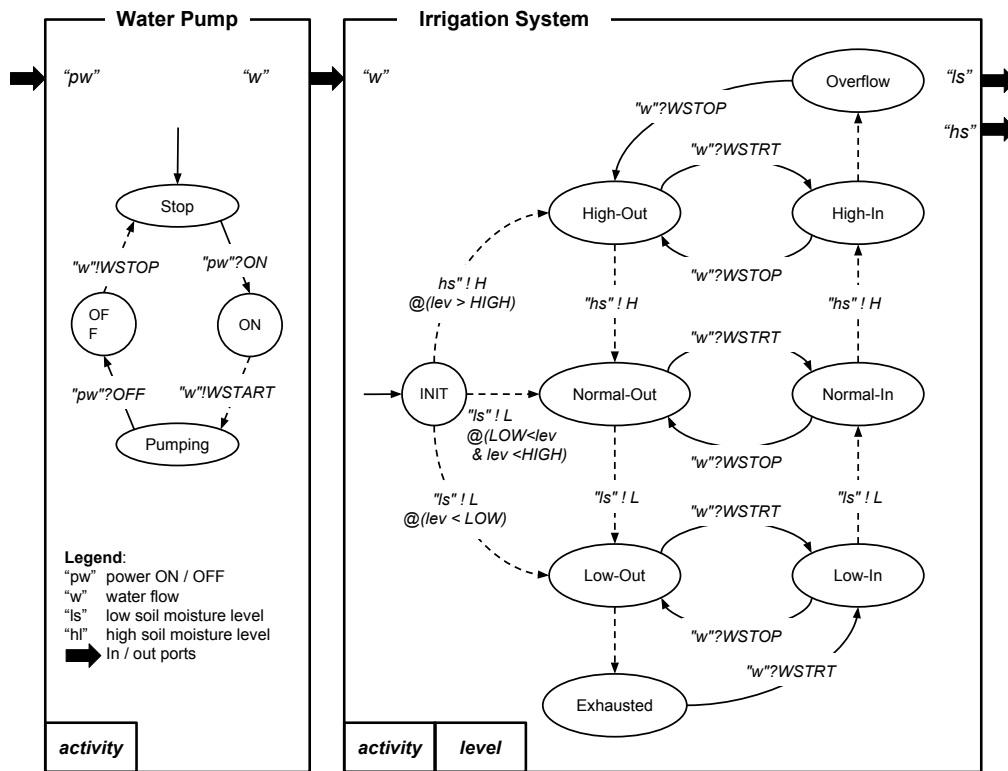 Water Pump
Irrigation System
“pw”
“w”
“w”
“ls”
“hs”
Stop
"w"!WSTOP
"pw"?ON
OF
F
ON
"pw"?OFF
"w"!WSTART
Pumping
Legend:
“pw” power ON / OFF
“w” water flow
“ls” low soil moisture level
“hl” high soil moisture level
In / out ports
activity
Overflow
"w"?WSTOP
"w"?WSTRT
High-Out
High-In
"w"?WSTOP
hs" ! H
@(lev > HIGH)
"hs" ! H
"hs" ! H
"w"?WSTRT
INIT
Normal-Out
Normal-In
"ls" ! L
@(LOW<lev
& lev <HIGH)
"w"?WSTOP
"ls" ! L
@(lev < LOW)
"ls" ! L
"ls" ! L
"w"?WSTRT
Low-Out
Low-In
"w"?WSTOP
"w"?WSTRT
Exhausted
activity
level